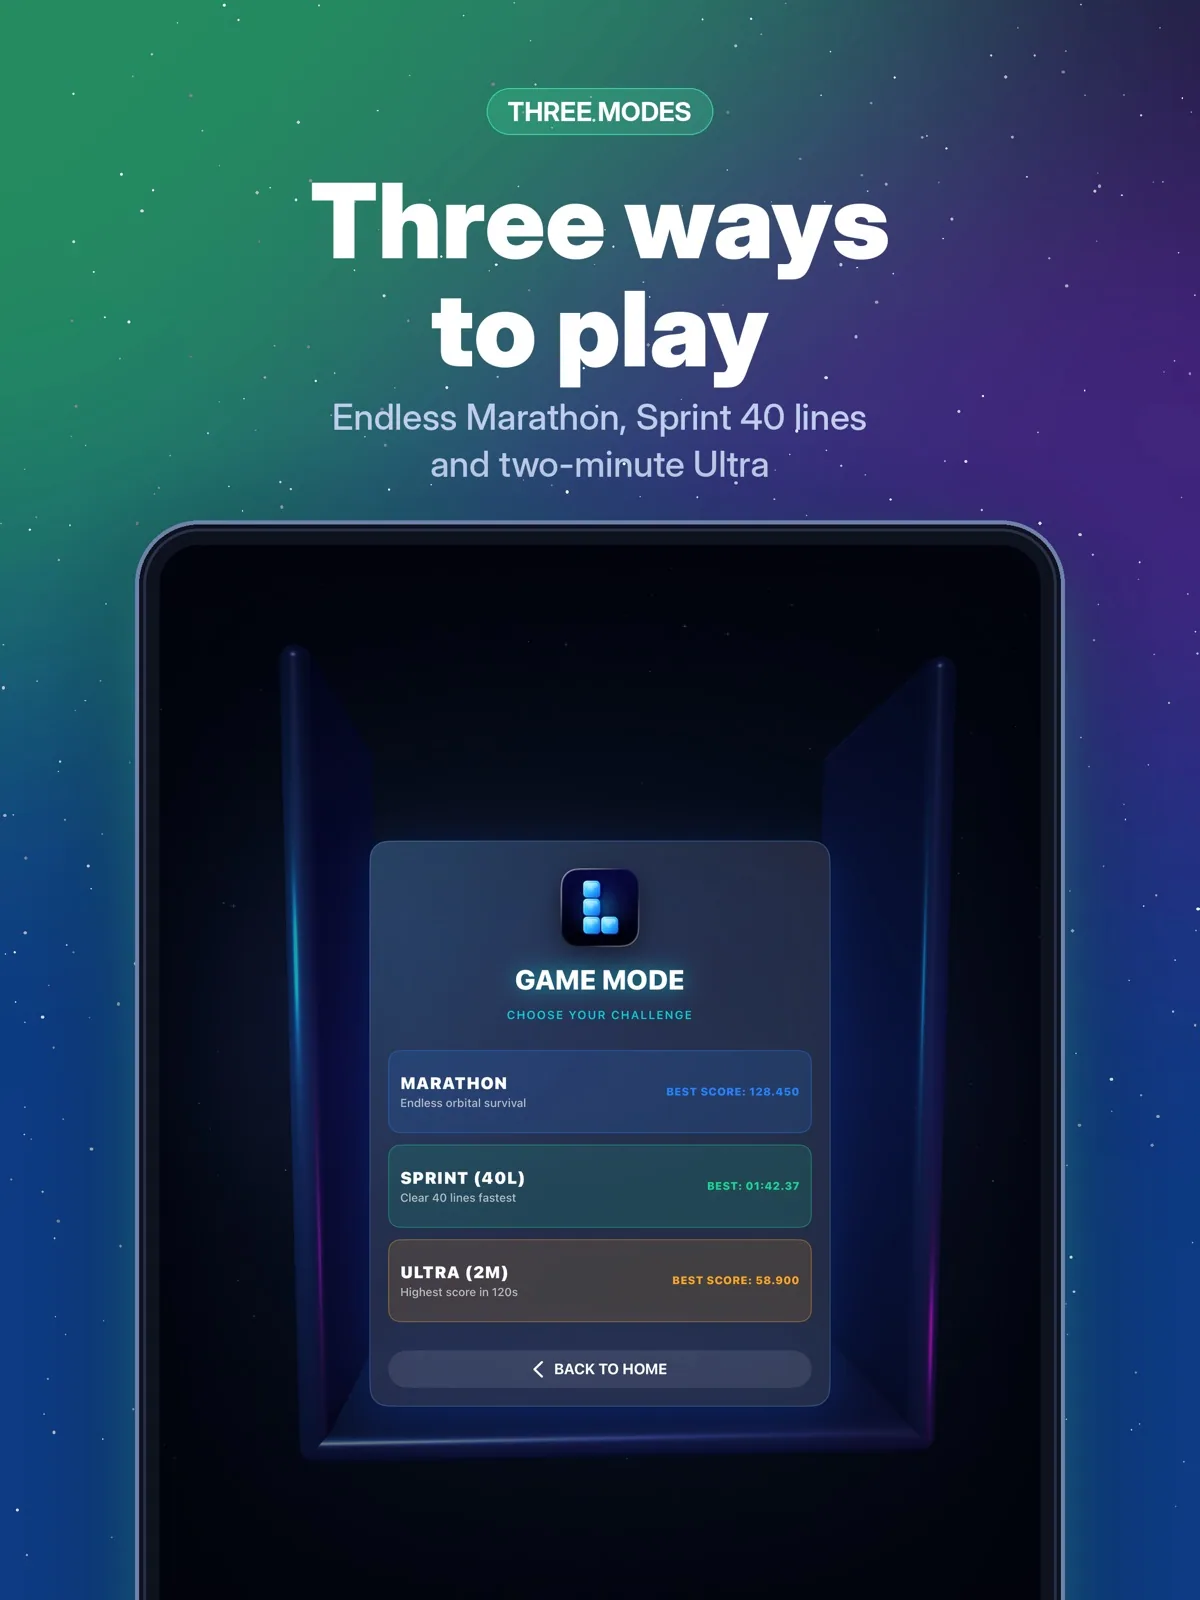 THREE MODES
Three ways
to play
Endless Marathon, Sprint 40 lines
and two-minute Ultra
GAME MODE
CHOOSE YOUR CHALLENGE
MARATHON
Endless orbital survival
BEST SCORE: 128.450
SPRINT (40L)
Clear 40 lines fastest
BEST: 01:42.37
ULTRA (2M)
Highest score in 120s
BEST SCORE: 58.900
BACK TO HOME